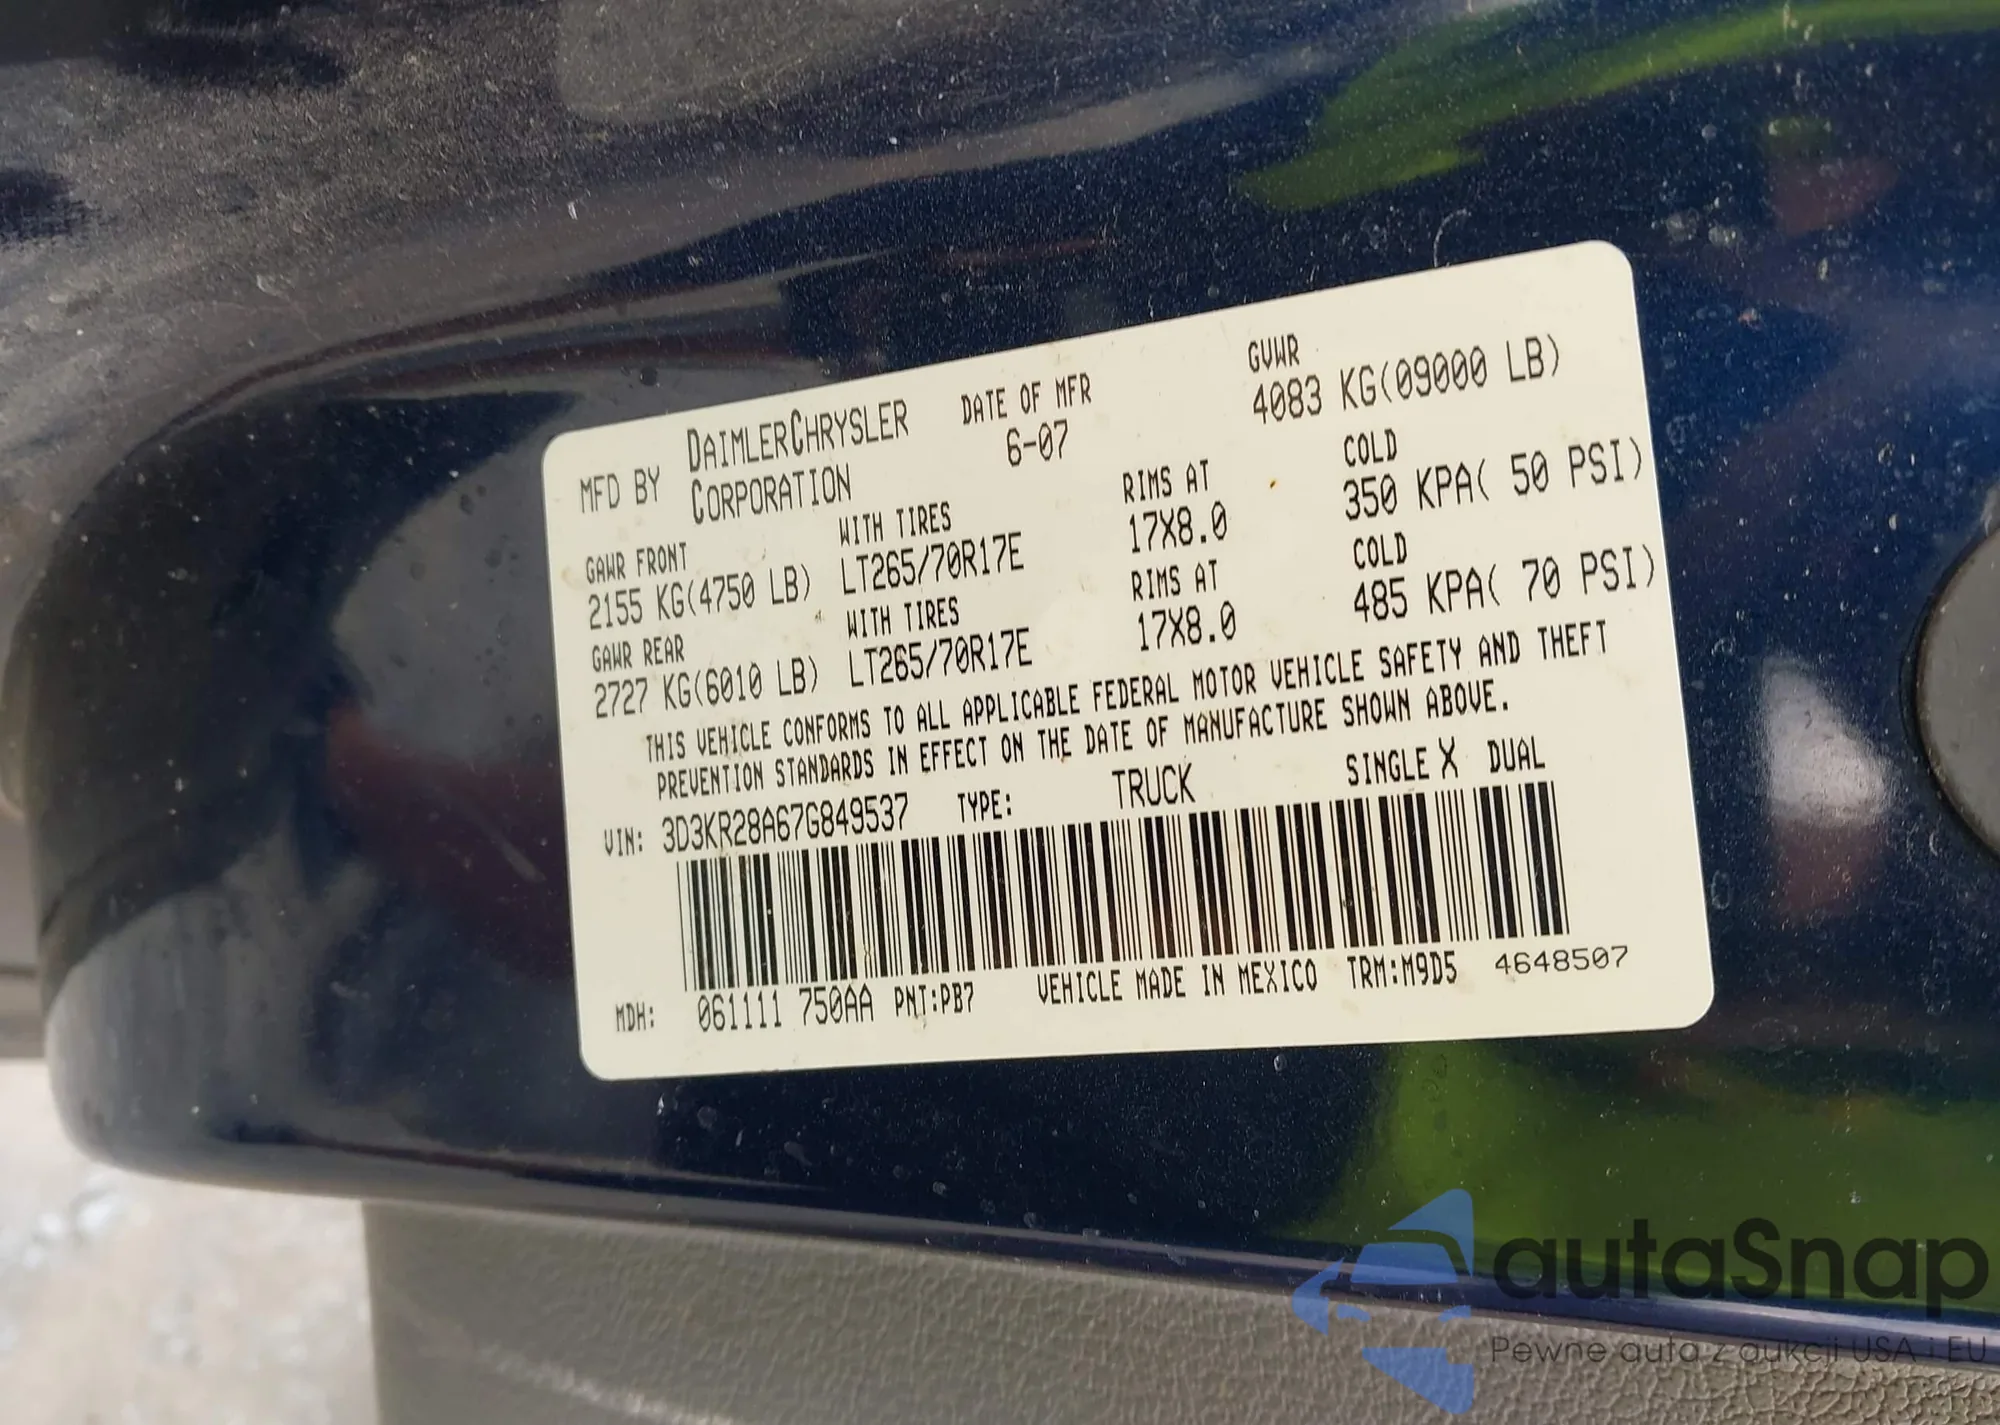 MFD BY DAIMLERCHRYSLER CORPORATION
DATE OF MFR 6-07
GVWR 4083 KG(09000 LB)
GAWR FRONT WITH TIRES RIMS AT COLD
2155 KG(4750 LB) LT265/70R17E 17X8.0 350 KPA( 50 PSI)
GAWR REAR WITH TIRES RIMS AT COLD
2727 KG(6010 LB) LT265/70R17E 17X8.0 485 KPA( 70 PSI)
THIS VEHICLE CONFORMS TO ALL APPLICABLE FEDERAL MOTOR VEHICLE SAFETY AND THEFT
PREVENTION STANDARDS IN EFFECT ON THE DATE OF MANUFACTURE SHOWN ABOVE.
VIN: 3D3KR28A67G849537 TYPE: TRUCK SINGLE X DUAL
MDH: 061111 750AA PNT:PB7 VEHICLE MADE IN MEXICO TRM:M9D5 4648507
autaSnap
Pewne auta z aukcji USA i EU